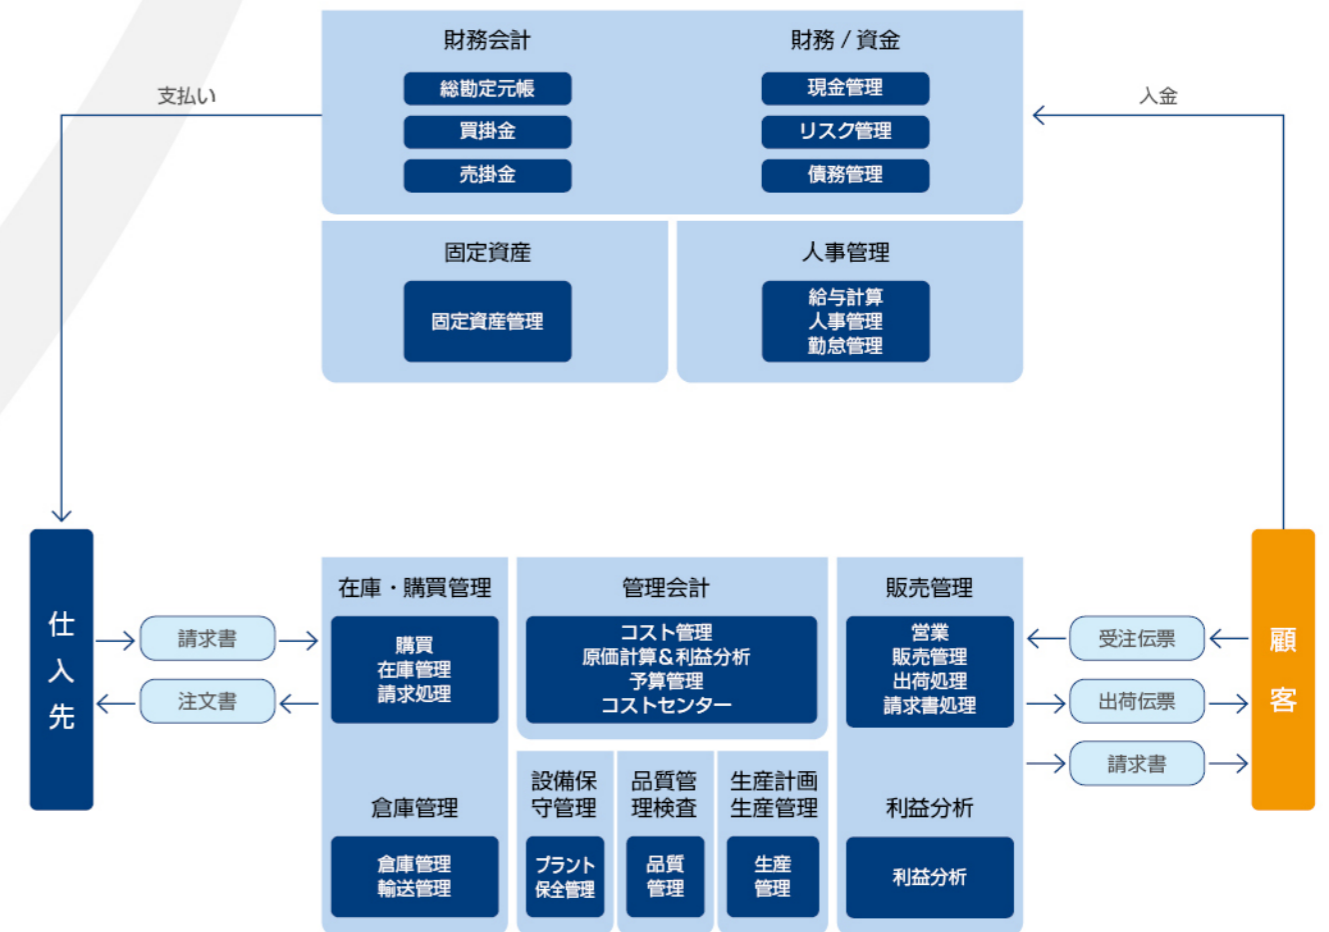 財務会計
総勘定元帳
買掛金
売掛金
財務 / 資金
現金管理
リスク管理
債務管理
支払い
入金
固定資産
固定資産管理
人事管理
給与計算
人事管理
勤怠管理
仕入先
請求書
注文書
在庫・購買管理
購買
在庫管理
請求処理
倉庫管理
倉庫管理
輸送管理
管理会計
コスト管理
原価計算&利益分析
予算管理
コストセンター
設備保
守管理
プラント
保全管理
品質管
理検査
品質
管理
生産計画
生産管理
生産
管理
販売管理
営業
販売管理
出荷処理
請求書処理
利益分析
利益分析
受注伝票
出荷伝票
請求書
顧客